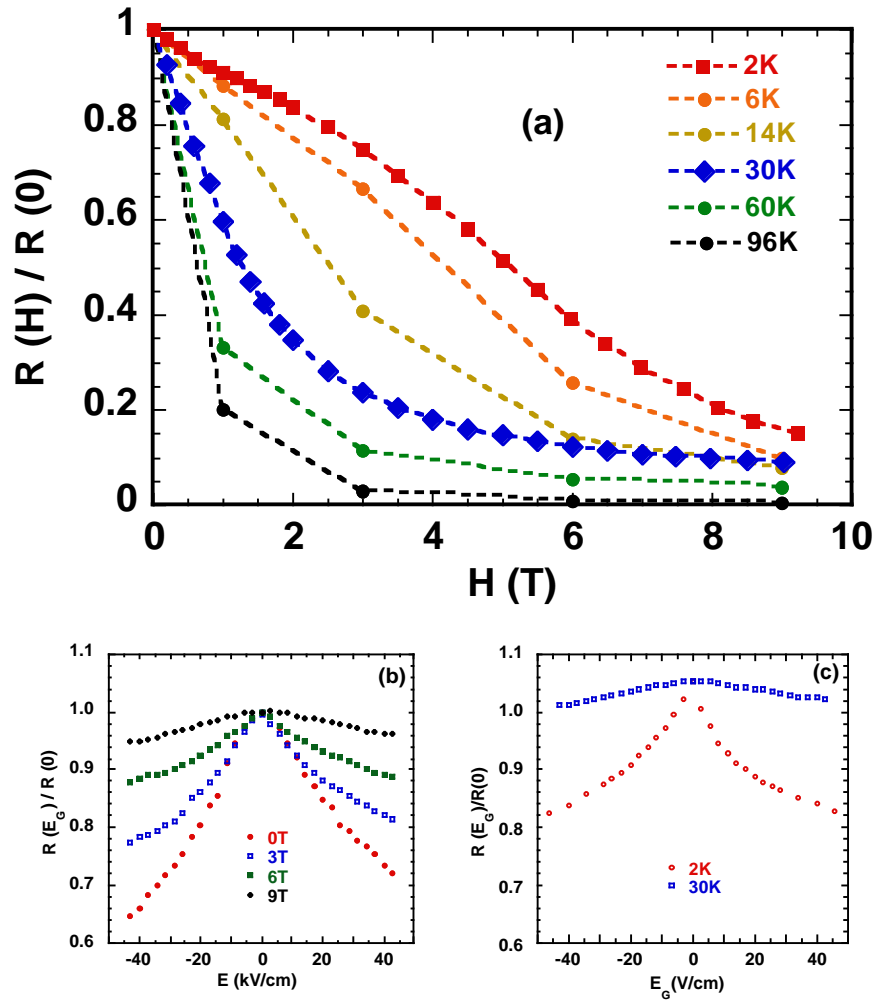 1
0.8
0.6
0.4
0.2
0
R (H) / R (0)
(a)
2K
6K
14K
30K
60K
96K
0 2 4 6 8 10
H (T)
1.1
1.0
0.9
0.8
0.7
0.6
R (E_G) / R (0)
(b)
0T
3T
6T
9T
-40 -20 0 20 40
E (kV/cm)
1.1
1.0
0.9
0.8
0.7
0.6
R (E_G)/R(0)
(c)
2K
30K
-40 -20 0 20 40
E_G(V/cm)